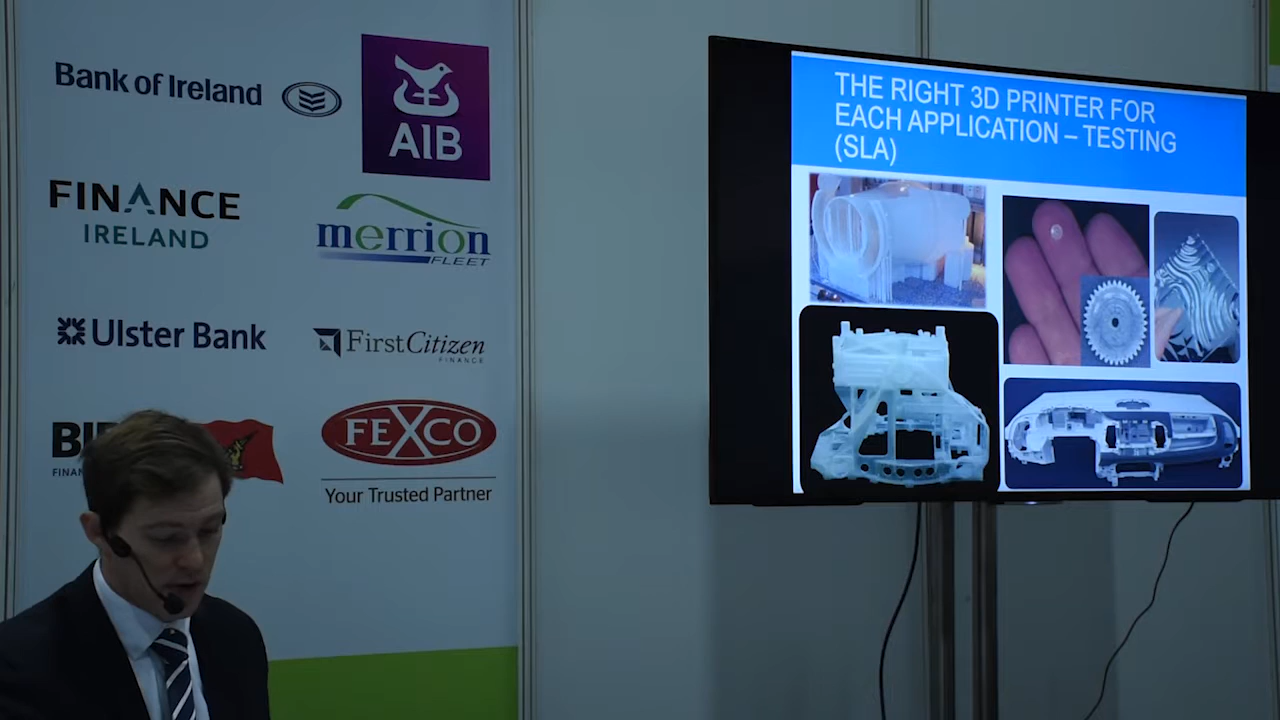 Bank of Ireland
AIB
FINANCE
IRELAND
merrion
FLEET
Ulster Bank
FirstCitizen
FINANCE
FINAN
FEXCO
Your Trusted Partner
THE RIGHT 3D PRINTER FOR
EACH APPLICATION – TESTING
(SLA)